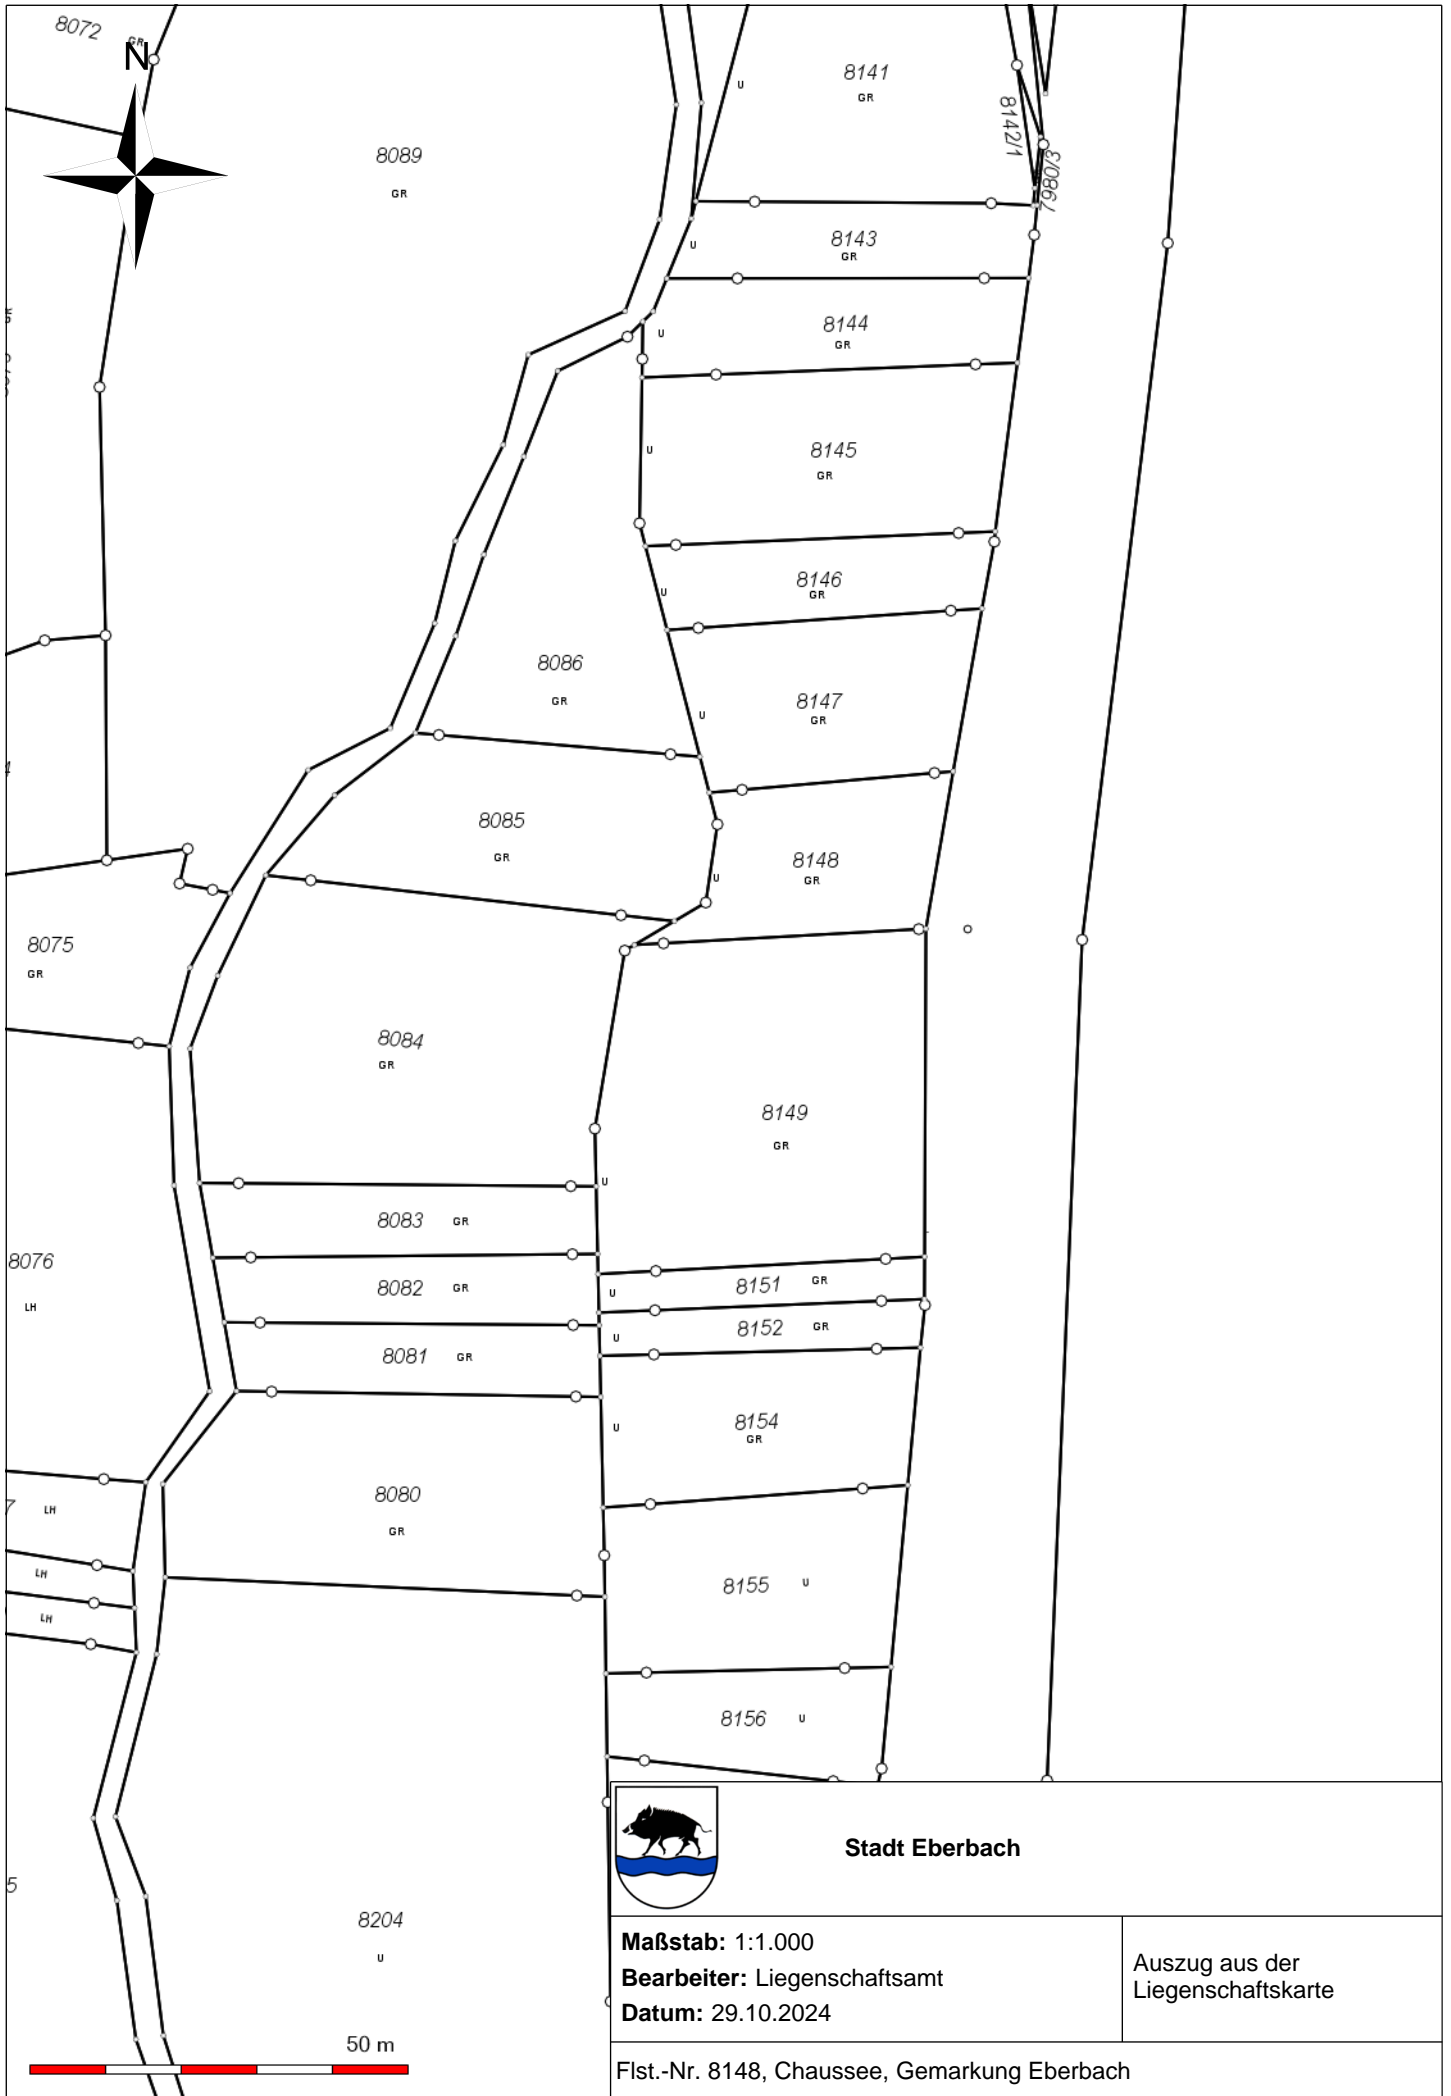 8072
GR
N
8089
GR
U
8141
GR
8142/1
7980/3
U
8143
GR
U
8144
GR
U
8145
GR
U
8146
GR
8086
GR
U
8147
GR
8085
GR
U
8148
GR
8075
GR
8084
GR
8149
GR
U
8083 GR
8076
LH
8082 GR
U
8151 GR
U
8152 GR
8081 GR
U
8154
GR
8080
GR
7 LH
LH
LH
8155 U
8156 U
5
8204
U
50 m
Stadt Eberbach
Maßstab: 1:1.000
Bearbeiter: Liegenschaftsamt
Datum: 29.10.2024
Auszug aus der
Liegenschaftskarte
Flst.-Nr. 8148, Chaussee, Gemarkung Eberbach